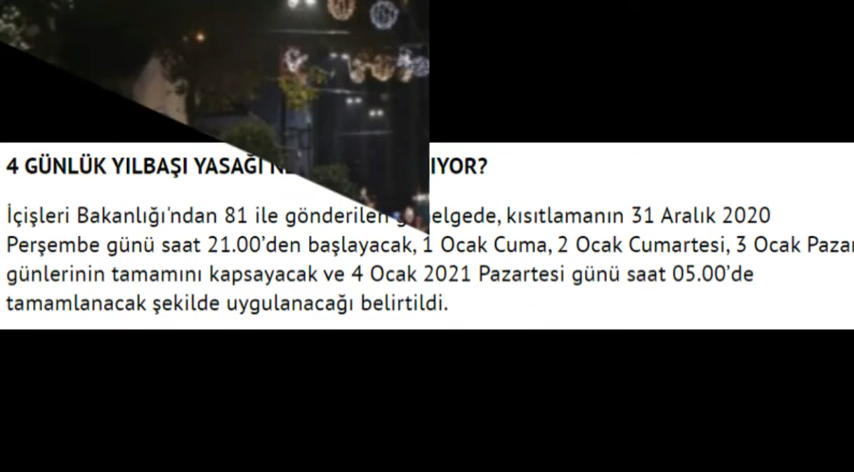 4 GÜNLÜK YILBAŞI YASAĞI
İçişleri Bakanlığı'ndan 81 ile gönderilen kısıtlamanın 31 Aralık 2020
Perşembe günü saat 21.00'den başlayacak, 1 Ocak Cuma, 2 Ocak Cumartesi, 3 Ocak Pazar
günlerinin tamamını kapsayacak ve 4 Ocak 2021 Pazartesi günü saat 05.00'de
tamamlanacak şekilde uygulanacağı belirtildi.